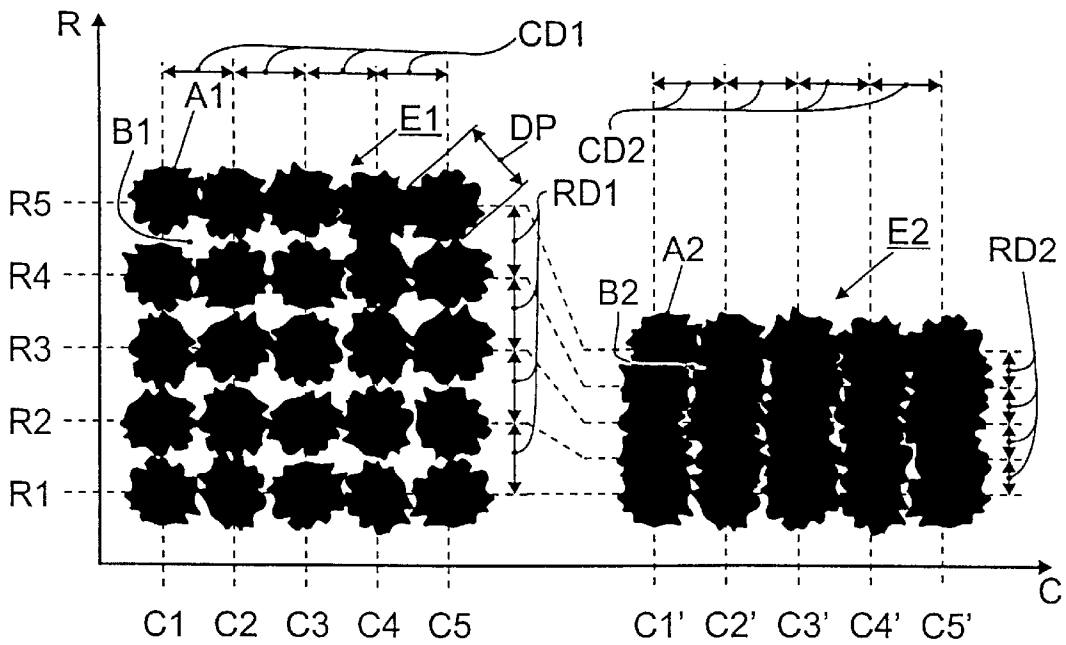 R
CD1
A1
B1
E1
DP
CD2
RD1
R5
R4
R3
R2
R1
E2
A2
RD2
B2
C
C1 C2 C3 C4 C5 C1' C2' C3' C4' C5'